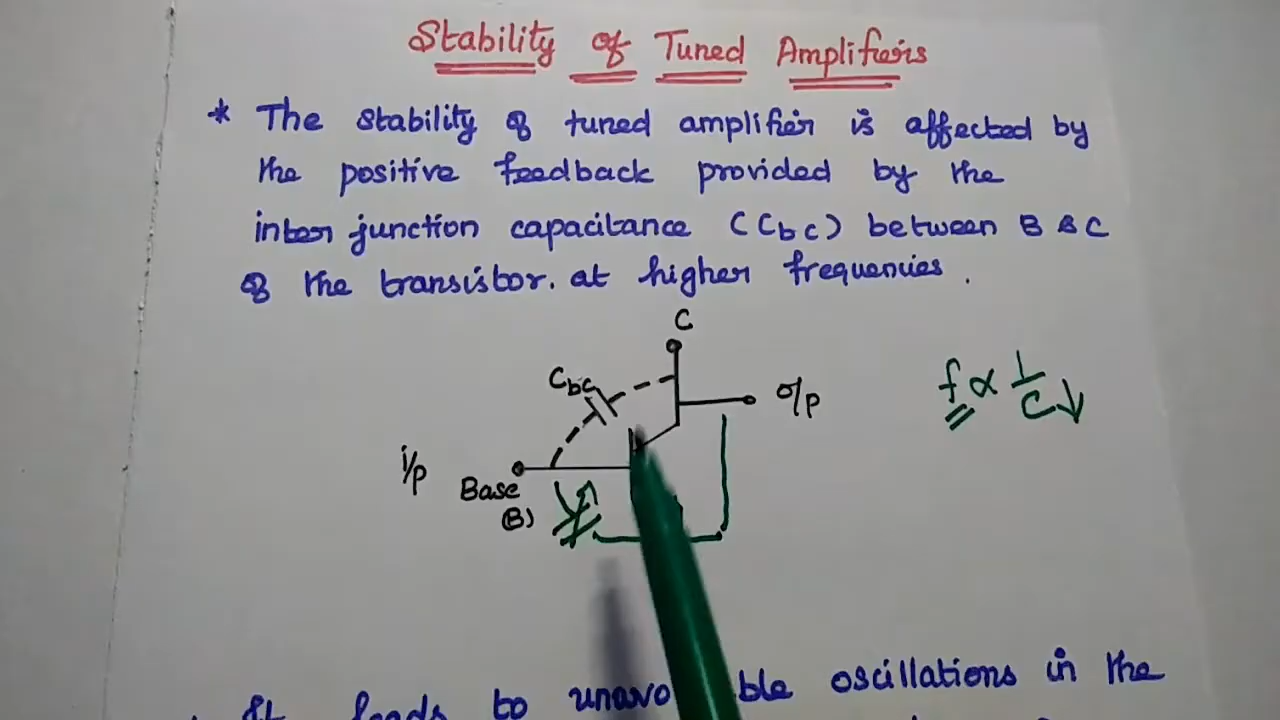 Stability of Tuned Amplifiers
* The stability of tuned amplifier is affected by
the positive feedback provided by the
inter junction capacitance (Cbc) between B & C
of the transistor. at higher frequencies.
C
Cbc
o/p
f ∝ 1/C ↓
i/p
Base
(B)
It leads to oscillations in the